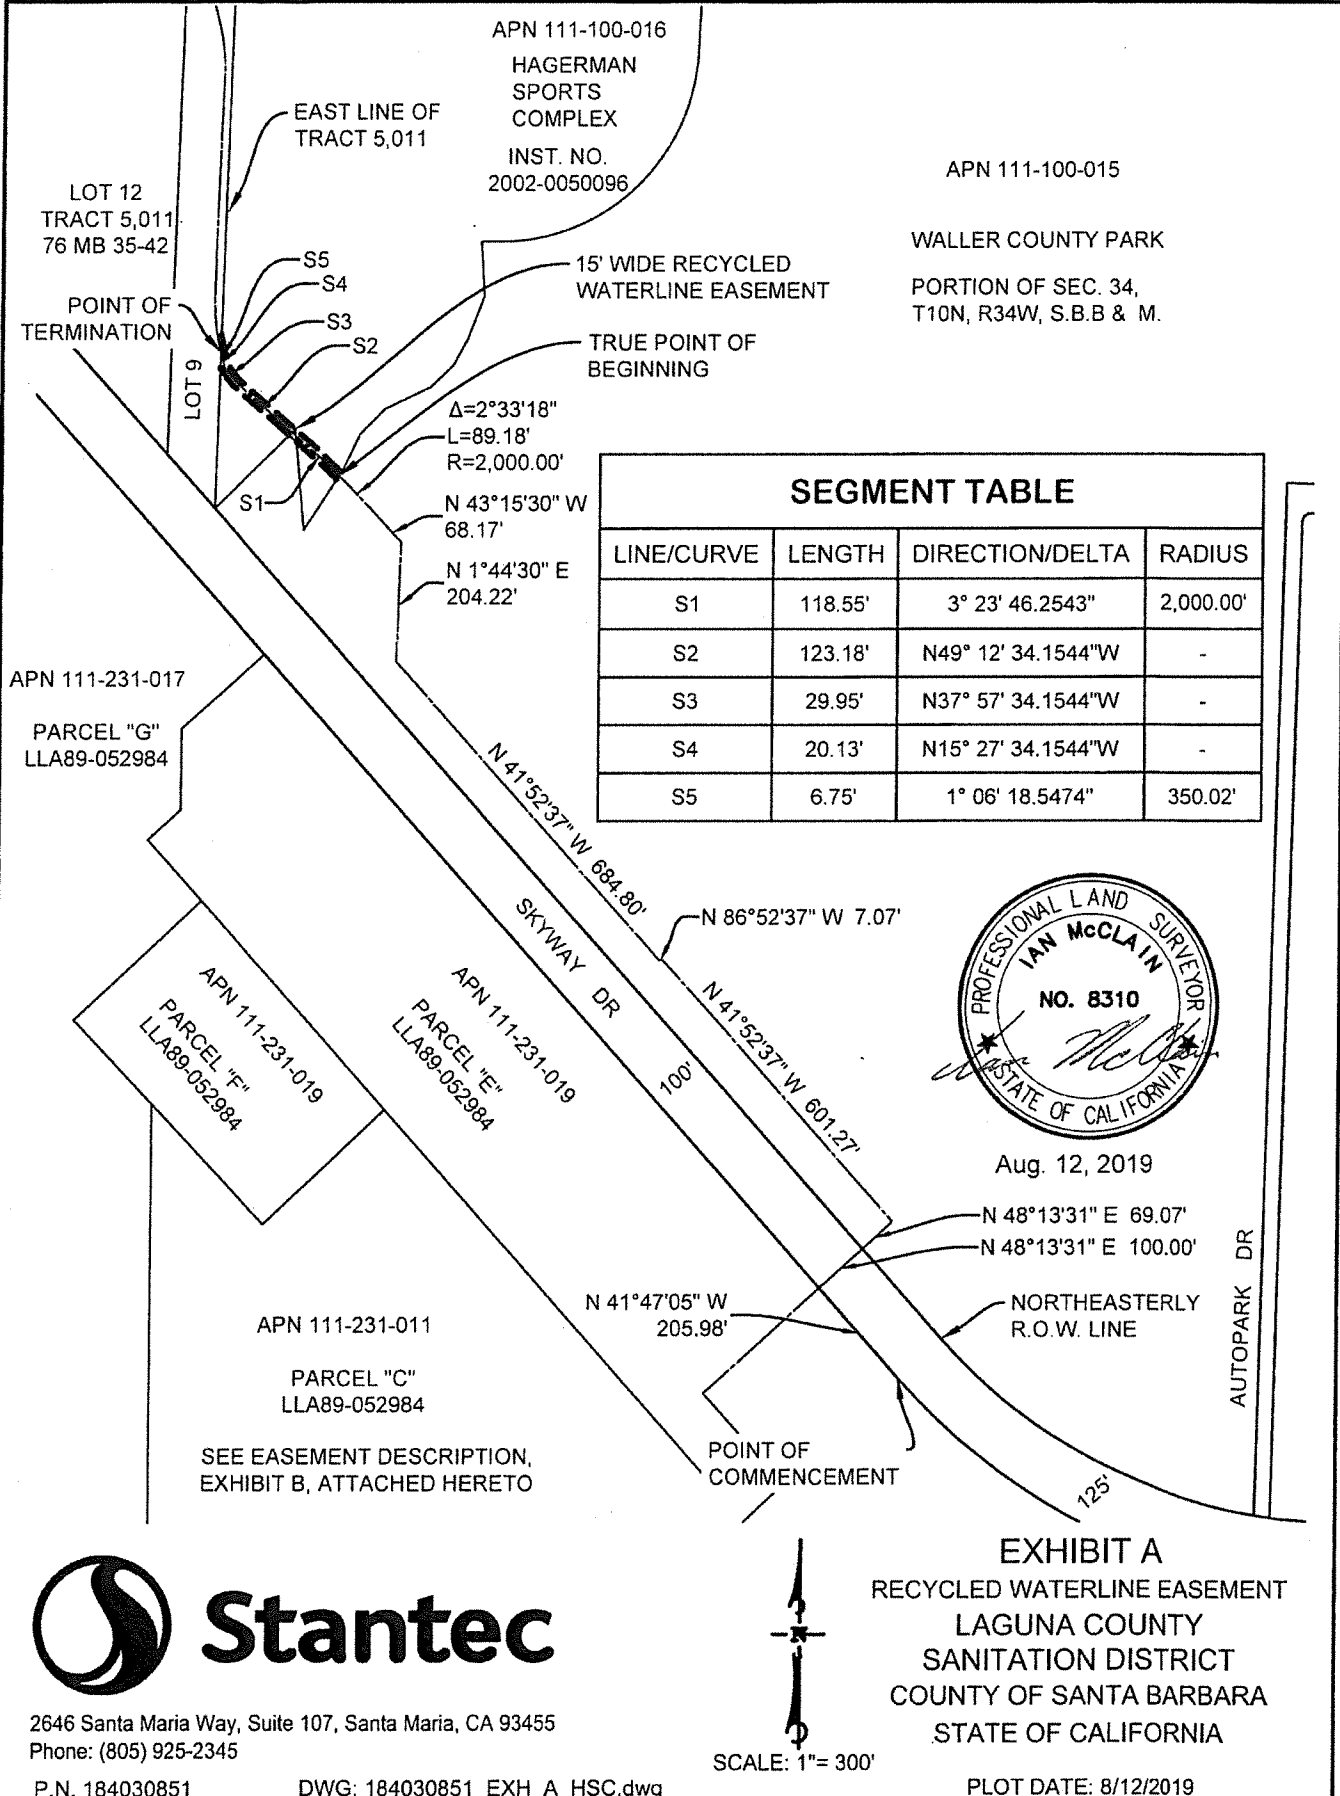 APN 111-100-016
HAGERMAN
SPORTS
COMPLEX
INST. NO.
2002-0050096
EAST LINE OF
TRACT 5,011
APN 111-100-015
WALLER COUNTY PARK
PORTION OF SEC. 34,
T10N, R34W, S.B.B & M.
LOT 12
TRACT 5,011
76 MB 35-42
S5
S4
S3
S2
15' WIDE RECYCLED
WATERLINE EASEMENT
POINT OF
TERMINATION
TRUE POINT OF
BEGINNING
LOT 9
Δ=2°33'18"
L=89.18'
R=2,000.00'
S1
N 43°15'30" W
68.17'
N 1°44'30" E
204.22'
SEGMENT TABLE
LINE/CURVE LENGTH DIRECTION/DELTA RADIUS
S1 118.55' 3° 23' 46.2543" 2,000.00'
S2 123.18' N49° 12' 34.1544"W -
S3 29.95' N37° 57' 34.1544"W -
S4 20.13' N15° 27' 34.1544"W -
S5 6.75' 1° 06' 18.5474" 350.02'
APN 111-231-017
PARCEL "G"
LLA89-052984
N 41°52'37" W 684.80'
N 86°52'37" W 7.07'
N 41°52'37" W 601.27'
SKYWAY DR
100'
APN 111-231-019
PARCEL "F"
LLA89-052984
APN 111-231-019
PARCEL "E"
LLA89-052984
PROFESSIONAL LAND SURVEYOR
IAN McCLAIN
NO. 8310
STATE OF CALIFORNIA
Aug. 12, 2019
N 48°13'31" E 69.07'
N 48°13'31" E 100.00'
N 41°47'05" W
205.98'
NORTHEASTERLY
R.O.W. LINE
AUTOPARK DR
APN 111-231-011
PARCEL "C"
LLA89-052984
SEE EASEMENT DESCRIPTION,
EXHIBIT B, ATTACHED HERETO
POINT OF
COMMENCEMENT
125'
Stantec
2646 Santa Maria Way, Suite 107, Santa Maria, CA 93455
Phone: (805) 925-2345
P.N. 184030851 DWG: 184030851_EXH_A_HSC.dwg
N
SCALE: 1"= 300'
EXHIBIT A
RECYCLED WATERLINE EASEMENT
LAGUNA COUNTY
SANITATION DISTRICT
COUNTY OF SANTA BARBARA
STATE OF CALIFORNIA
PLOT DATE: 8/12/2019